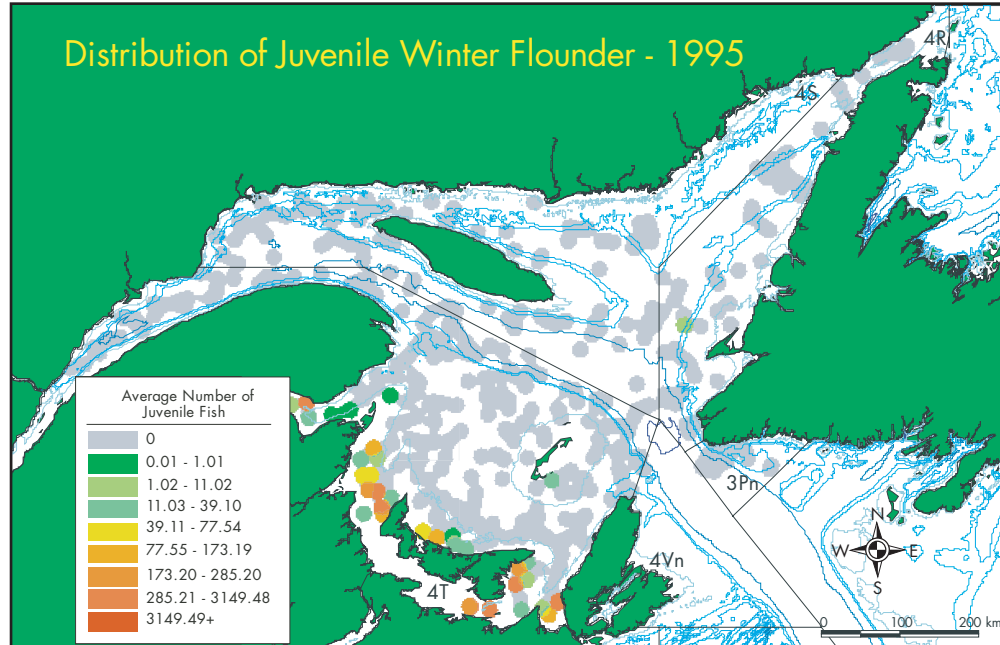 Distribution of Juvenile Winter Flounder - 1995
4R
4S
Average Number of
Juvenile Fish
0
0.01 - 1.01
1.02 - 11.02
11.03 - 39.10
39.11 - 77.54
77.55 - 173.19
173.20 - 285.20
285.21 - 3149.48
3149.49+
3Pn
N
W E
S
4Vn
4T
0 100 200 km